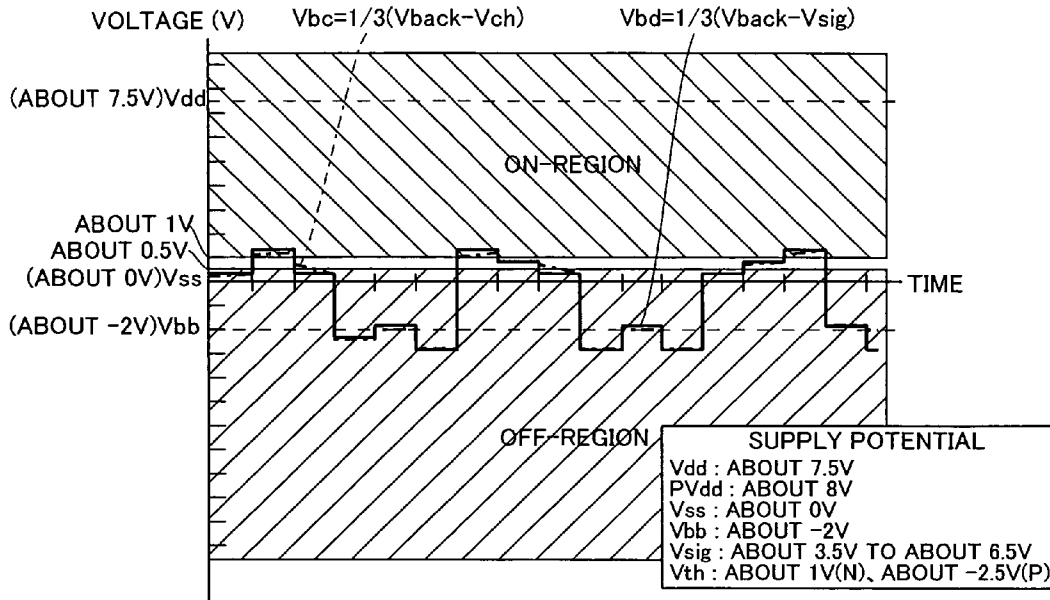 VOLTAGE (V)
Vbc=1/3(Vback-Vch)
Vbd=1/3(Vback-Vsig)
(ABOUT 7.5V)Vdd
ON-REGION
ABOUT 1V
ABOUT 0.5V
(ABOUT 0V)Vss
TIME
(ABOUT -2V)Vbb
OFF-REGION
SUPPLY POTENTIAL
Vdd : ABOUT 7.5V
PVdd : ABOUT 8V
Vss : ABOUT 0V
Vbb : ABOUT -2V
Vsig : ABOUT 3.5V TO ABOUT 6.5V
Vth : ABOUT 1V(N)、ABOUT -2.5V(P)